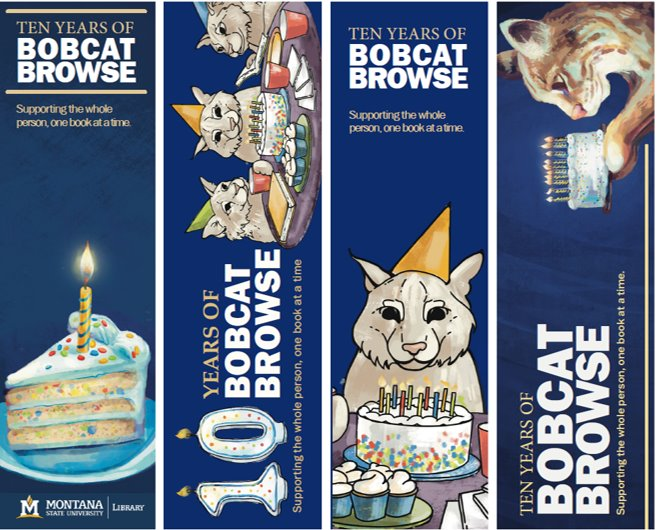 TEN YEARS OF
BOBCAT
BROWSE
Supporting the whole
person, one book at a time.
MONTANA
STATE UNIVERSITY
LIBRARY
10
YEARS OF
BOBCAT
BROWSE
Supporting the whole person, one book at a time
TEN YEARS OF
BOBCAT
BROWSE
Supporting the whole
person, one book at a time.
TEN YEARS OF
BOBCAT
BROWSE
Supporting the whole person, one book at a time.